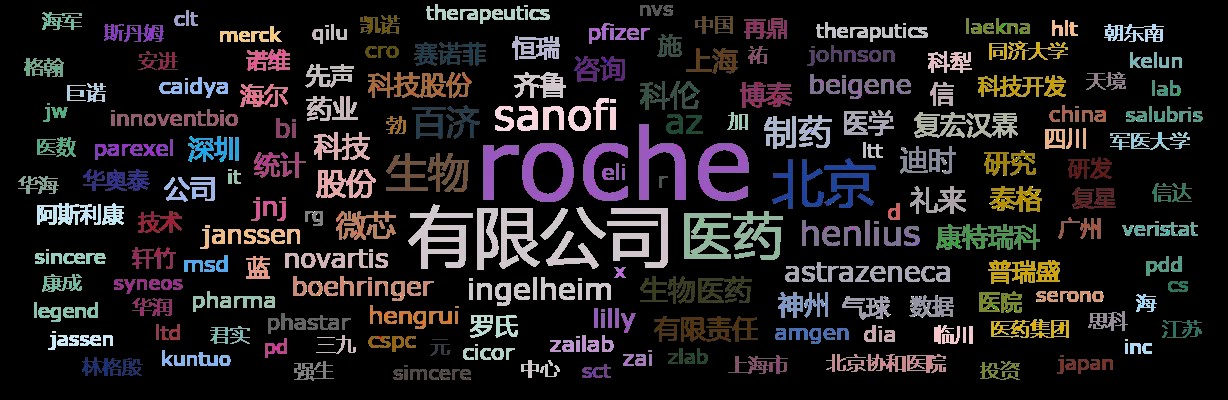 海军 斯丹姆 clt merck qilu 凯诺 therapeutics nvs pfizer 中国 再鼎 theraputics laekna hlt 朝东南
格翰 安进 诺维 cro 赛诺菲 恒瑞 施 上海 祐 johnson 科犁 同济大学 kelun
巨诺 caidya 海尔 先声 科技股份 齐鲁 咨询 科伦 博泰 beigene 信 科技开发 天境 lab
jw innoventbio bi 药业 勃 百济 sanofi az 加 制药 医学 复宏汉霖 china salubris
医数 parexel 深圳 统计 科技 ltt 迪时 四川 军医大学
华海 华奥泰 公司 it 股份 生物 roche eli r 北京 礼来 研究 泰格 研发 复星 信达
阿斯利康 技术 jnj rg 微芯 有限公司 医药 henlius d 康特瑞科 广州 veristat
sincere 轩竹 msd 蓝 janssen novartis x astrazeneca 普瑞盛 pdd
康成 syneos boehringer ingelheim 生物医药 神州 气球 数据 医院 serono 海 cs
legend 华润 pharma phastar hengrui 罗氏 lilly 有限责任 amgen dia 临川 医药集团 思科 江苏
jassen ltd 君实 pd 三九 cspc 元 cicor zailab zai zlab inc
林格殷 kuntuo 强生 simcere 中心 sct 上海市 北京协和医院 投资 japan